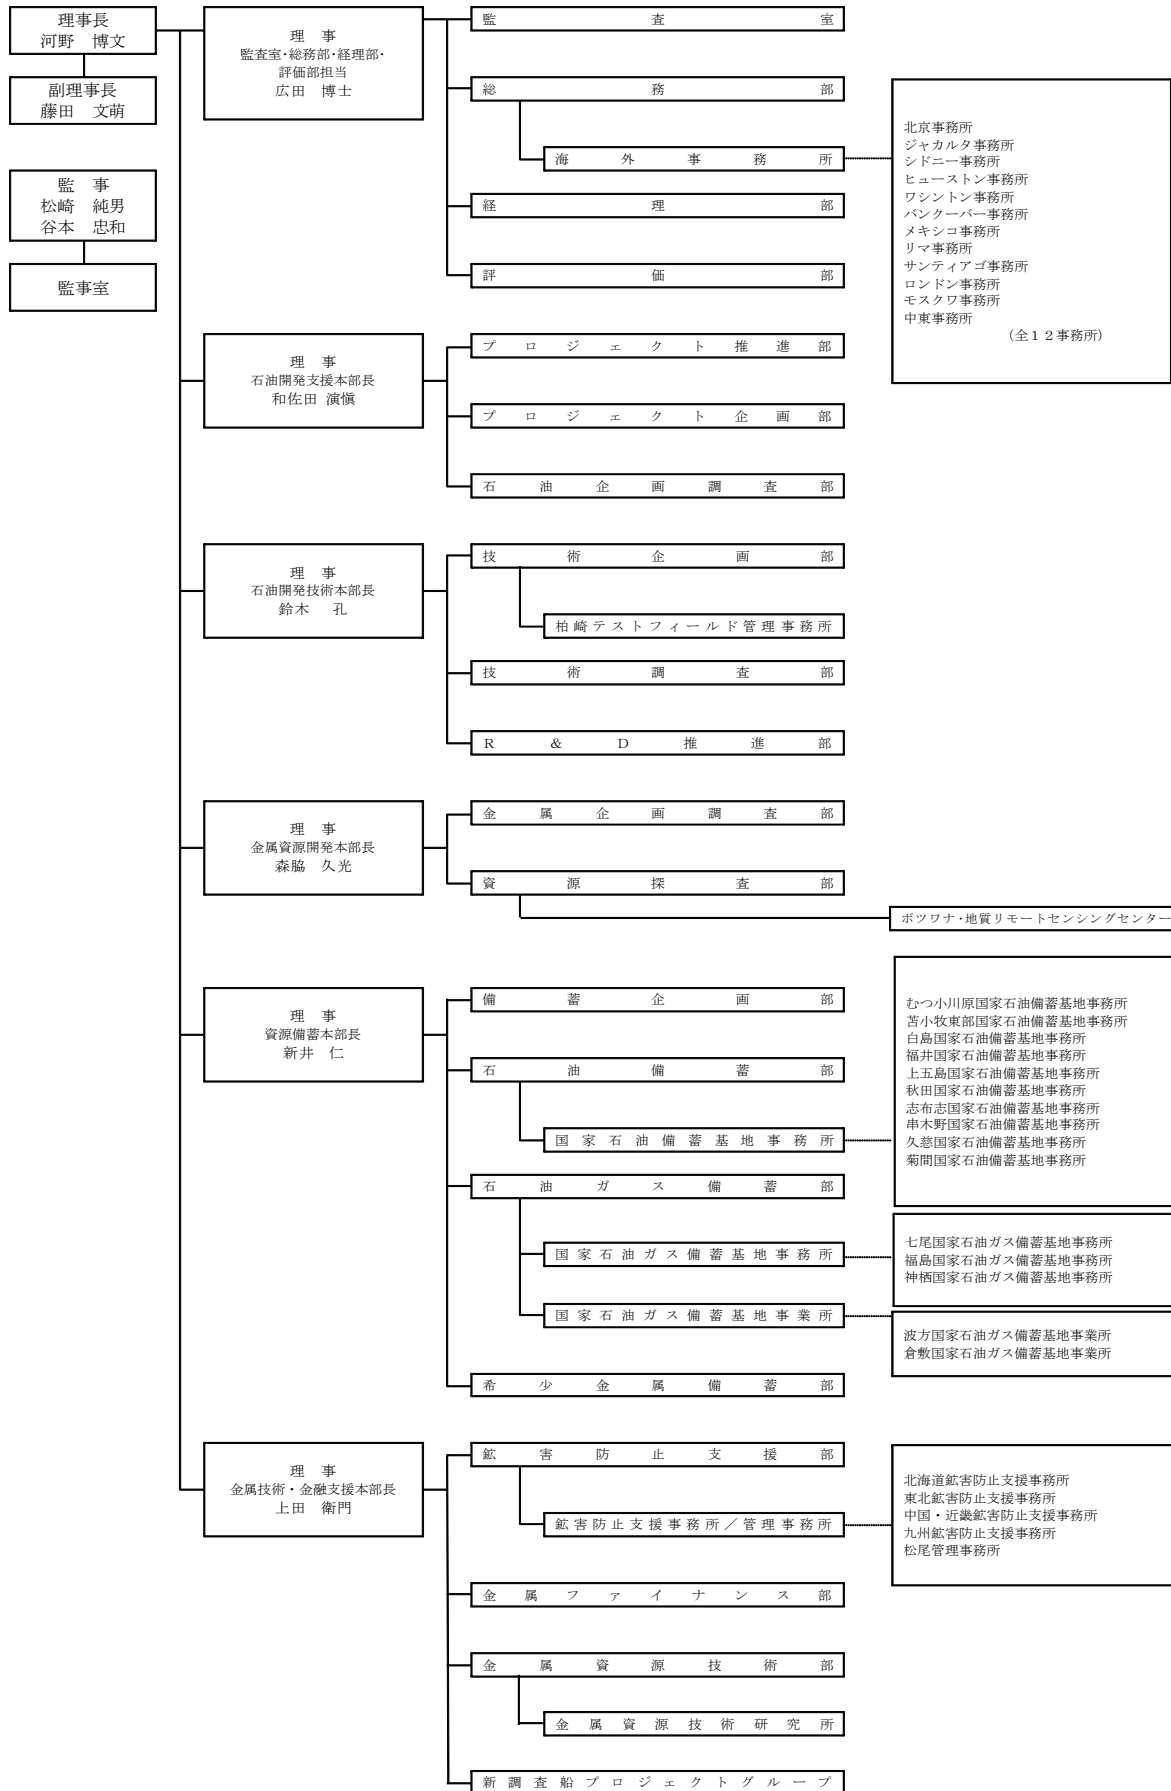 理事長
河野　博文
副理事長
藤田　文萌
監　事
松崎　純男
谷本　忠和
監事室
理　事
監査室・総務部・経理部・
評価部担当
広田　博士
監査室
総務部
海外事務所
経理部
評価部
北京事務所
ジャカルタ事務所
シドニー事務所
ヒューストン事務所
ワシントン事務所
バンクーバー事務所
メキシコ事務所
リマ事務所
サンティアゴ事務所
ロンドン事務所
モスクワ事務所
中東事務所
（全１２事務所）
理　事
石油開発支援本部長
和佐田 演愼
プロジェクト推進部
プロジェクト企画部
石油企画調査部
理　事
石油開発技術本部長
鈴木　孔
技術企画部
柏崎テストフィールド管理事務所
技術調査部
R&D推進部
理　事
金属資源開発本部長
森脇　久光
金属企画調査部
資源探査部
ボツワナ・地質リモートセンシングセンター
理　事
資源備蓄本部長
新井　仁
備蓄企画部
石油備蓄部
国家石油備蓄基地事務所
むつ小川原国家石油備蓄基地事務所
苫小牧東部国家石油備蓄基地事務所
白島国家石油備蓄基地事務所
福井国家石油備蓄基地事務所
上五島国家石油備蓄基地事務所
秋田国家石油備蓄基地事務所
志布志国家石油備蓄基地事務所
串木野国家石油備蓄基地事務所
久慈国家石油備蓄基地事務所
菊間国家石油備蓄基地事務所
石油ガス備蓄部
国家石油ガス備蓄基地事務所
七尾国家石油ガス備蓄基地事務所
福島国家石油ガス備蓄基地事務所
神栖国家石油ガス備蓄基地事務所
国家石油ガス備蓄基地事業所
波方国家石油ガス備蓄基地事業所
倉敷国家石油ガス備蓄基地事業所
希少金属備蓄部
理　事
金属技術・金融支援本部長
上田　衛門
鉱害防止支援部
鉱害防止支援事務所／管理事務所
北海道鉱害防止支援事務所
東北鉱害防止支援事務所
中国・近畿鉱害防止支援事務所
九州鉱害防止支援事務所
松尾管理事務所
金属ファイナンス部
金属資源技術部
金属資源技術研究所
新調査船プロジェクトグループ